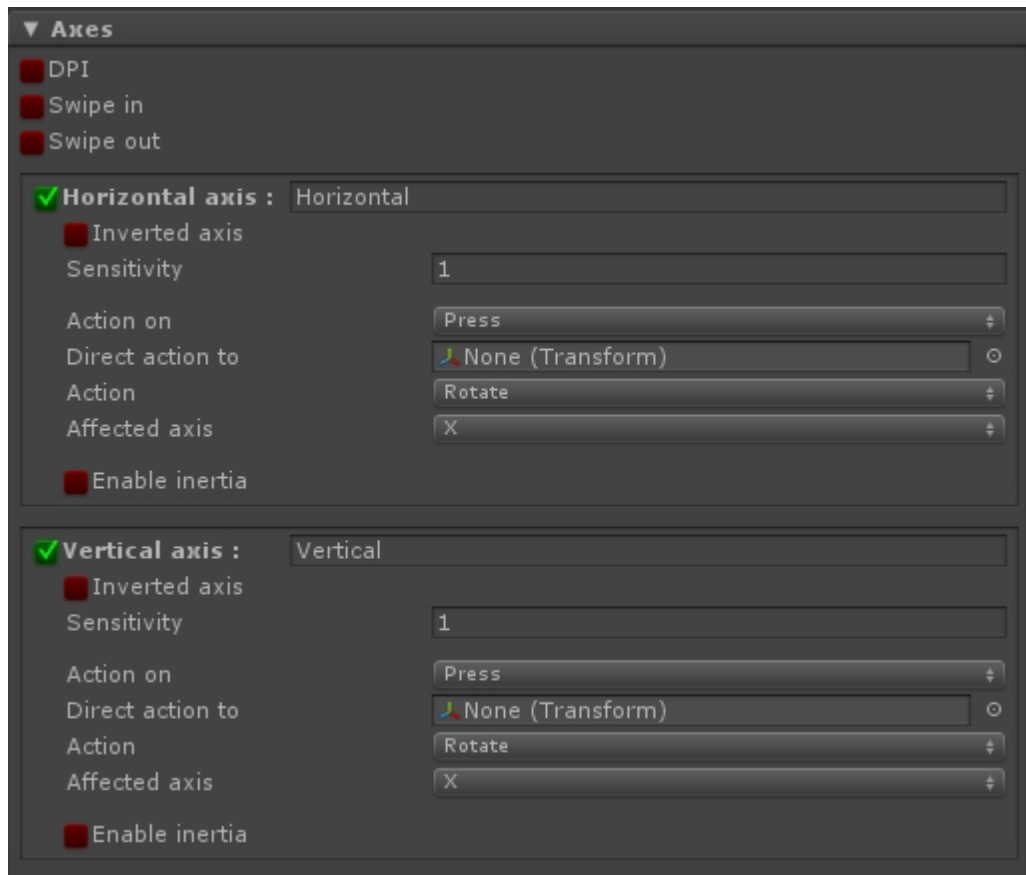 ▼ Axes
DPI
Swipe in
Swipe out
Horizontal axis : Horizontal
Inverted axis
Sensitivity 1
Action on Press
Direct action to None (Transform)
Action Rotate
Affected axis X
Enable inertia
Vertical axis : Vertical
Inverted axis
Sensitivity 1
Action on Press
Direct action to None (Transform)
Action Rotate
Affected axis X
Enable inertia